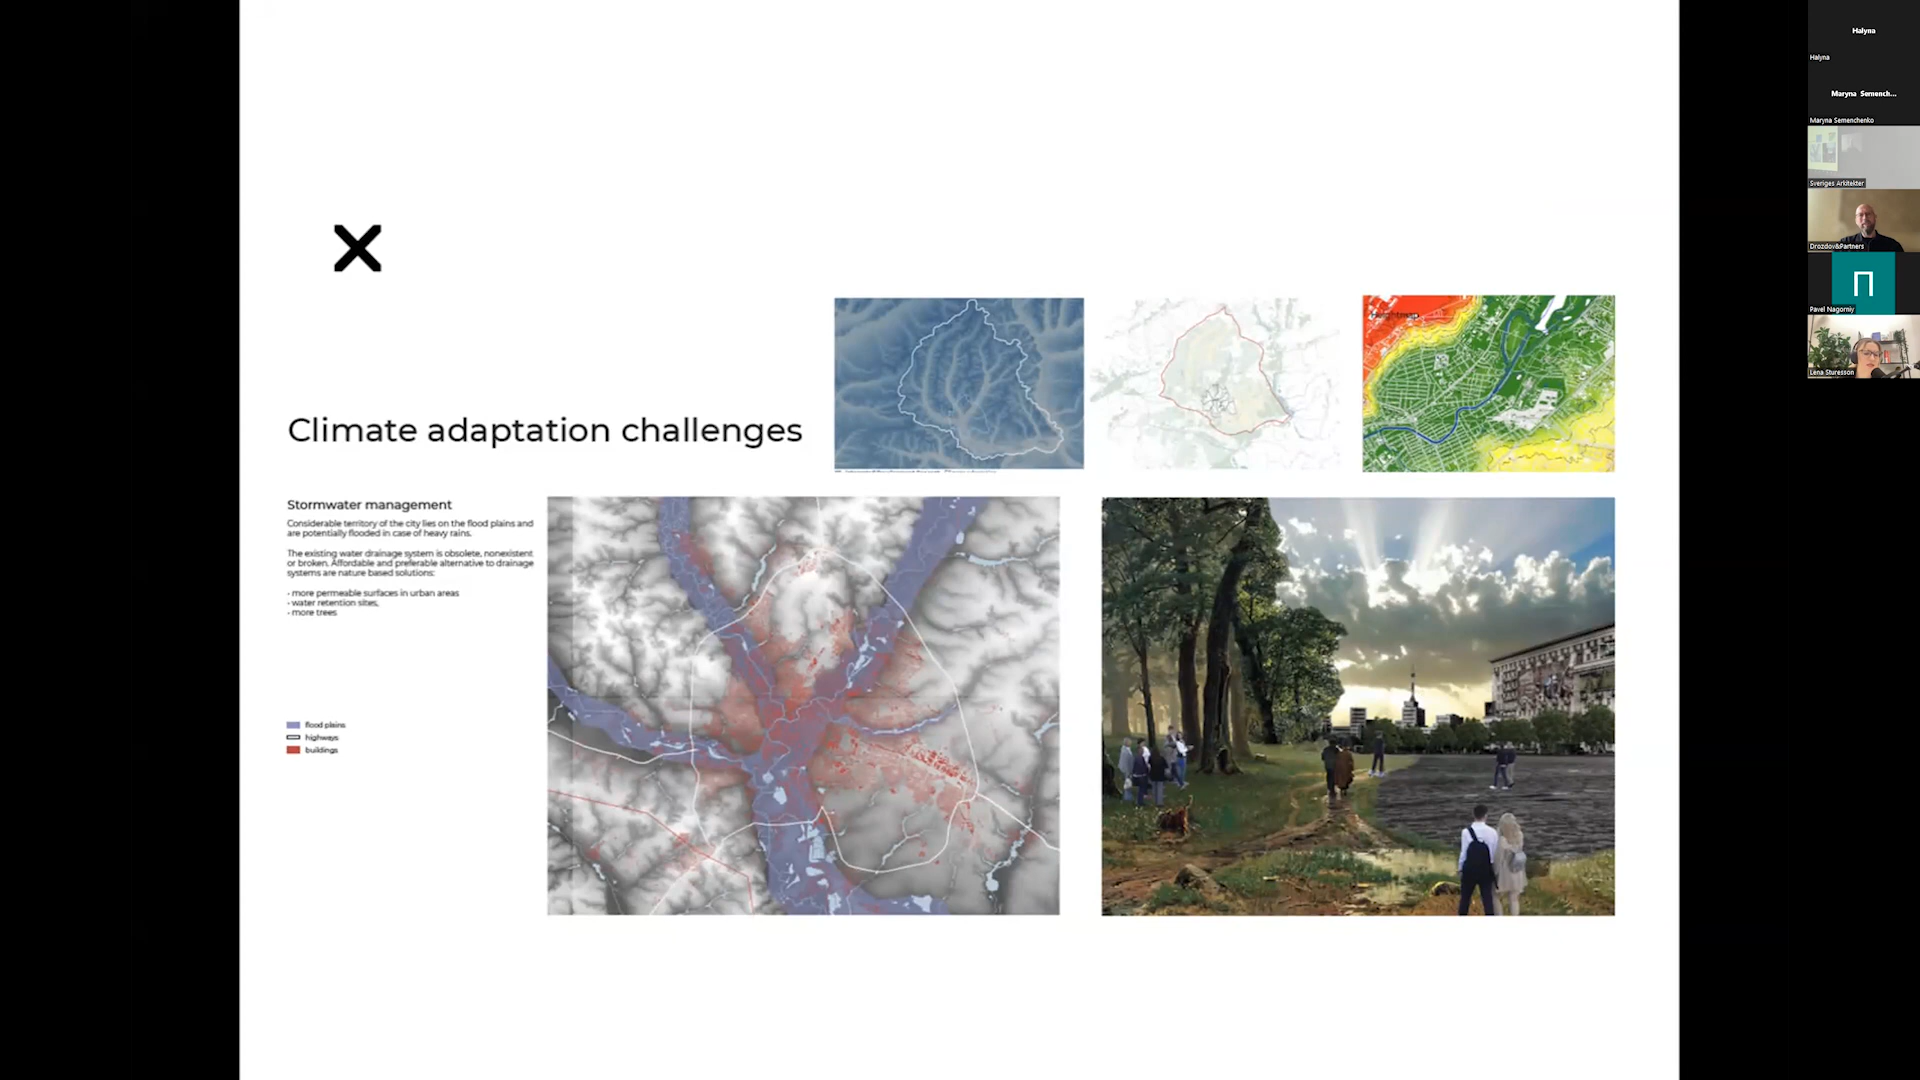 Climate adaptation challenges
Heightmap
Stormwater management
Considerable territory of the city lies on the flood plains and
are potentially flooded in case of heavy rains.
The existing water drainage system is obsolete, nonexistent
or broken. Affordable and preferable alternative to drainage
systems are nature based solutions:
- more permeable surfaces in urban areas
- water retention sites,
- more trees
flood plains
highways
buildings
Halyna
Halyna
Maryna Semench...
Maryna Semenchenko
Sveriges Arkitekter
Drozdov&Partners
П
Pavel Nagorniy
Lena Sturesson